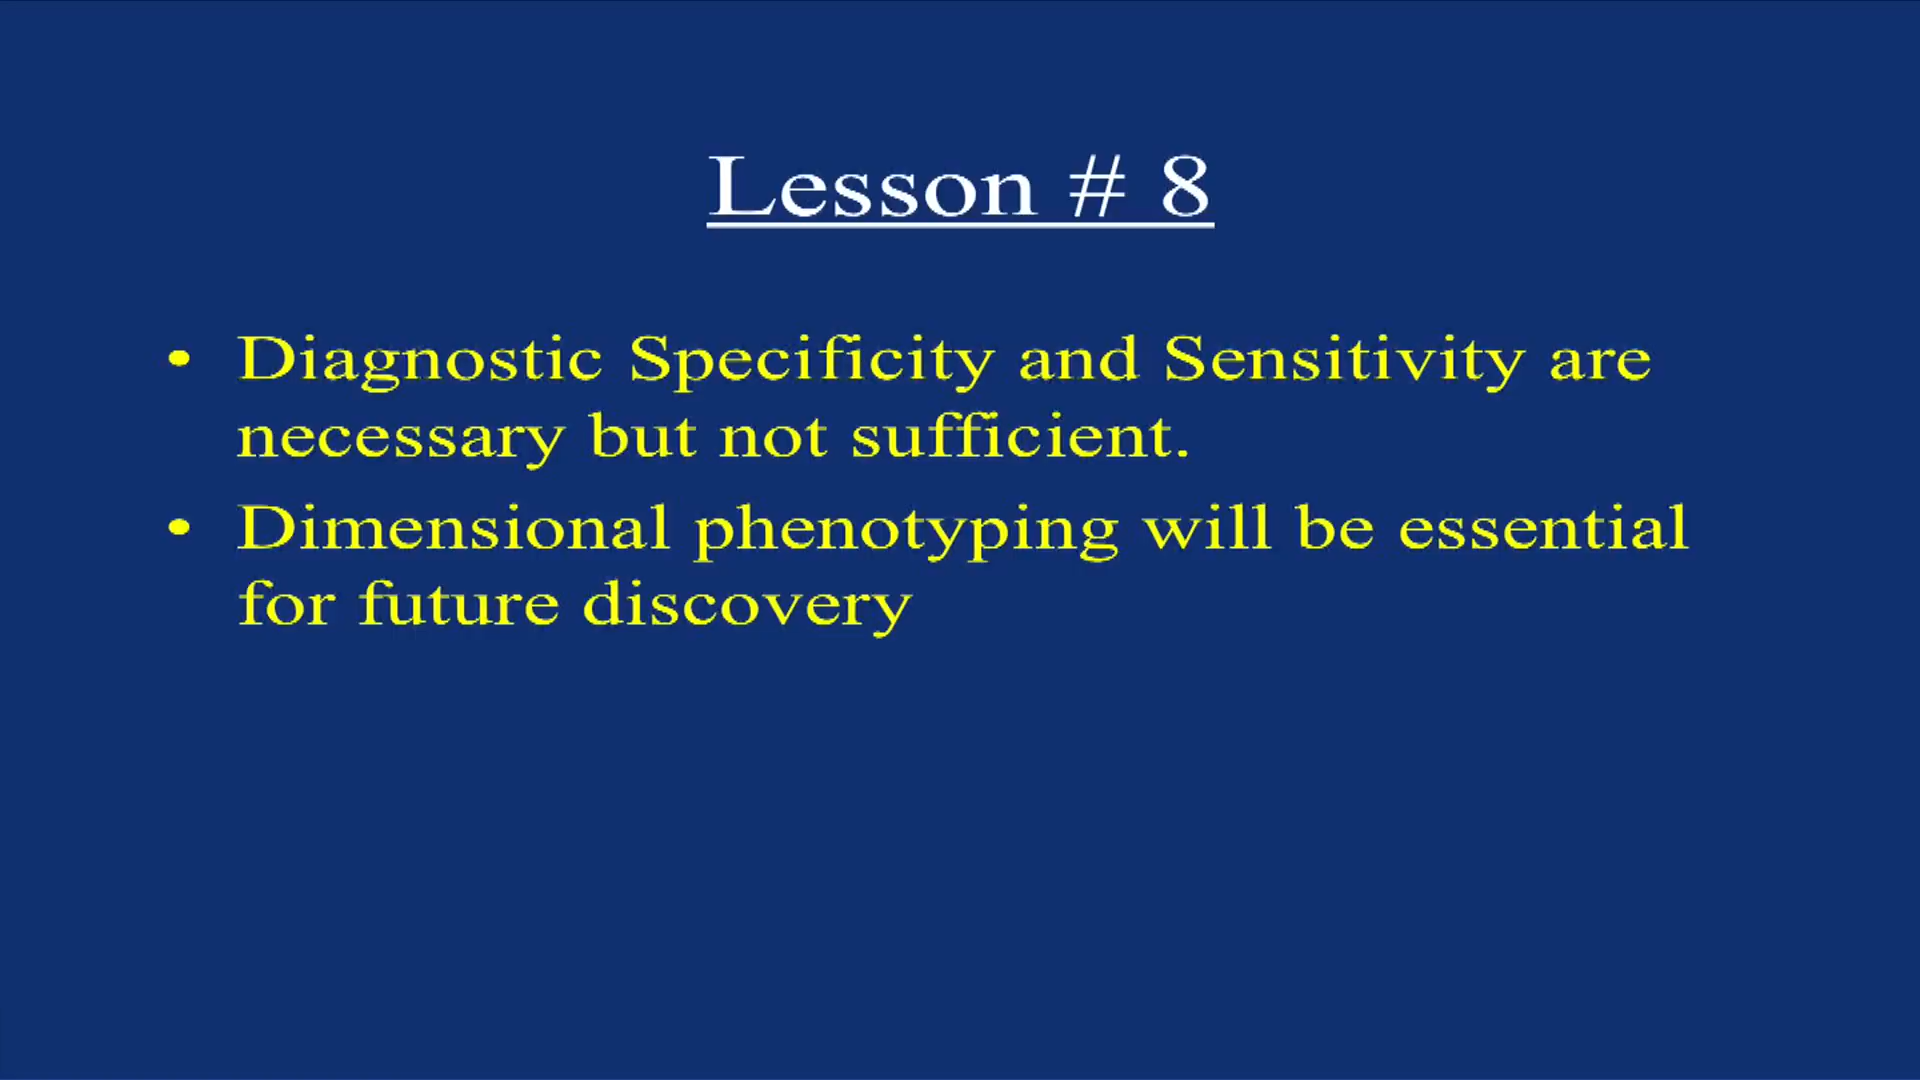 Lesson # 8
• Diagnostic Specificity and Sensitivity are
necessary but not sufficient.
• Dimensional phenotyping will be essential
for future discovery